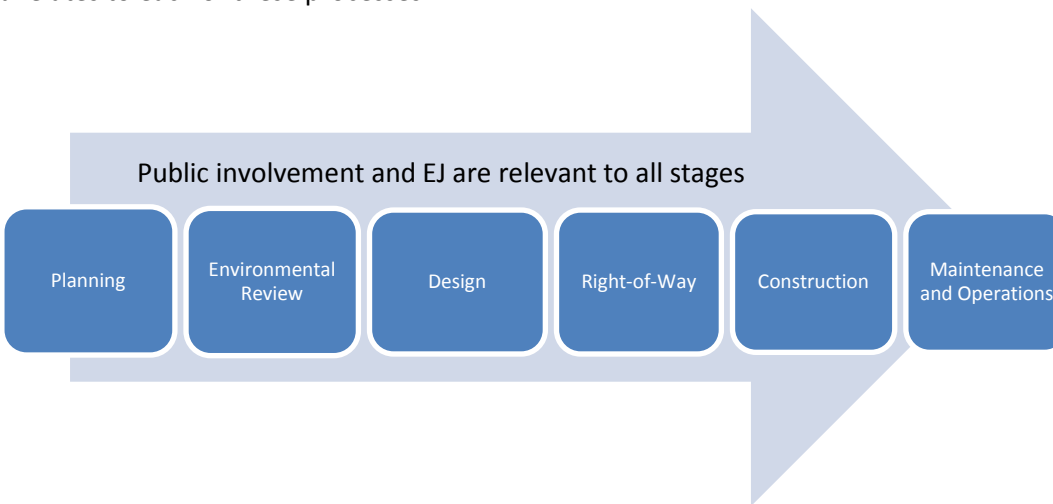 Public involvement and EJ are relevant to all stages
Planning
Environmental
Review
Design
Right-of-Way
Construction
Maintenance
and Operations